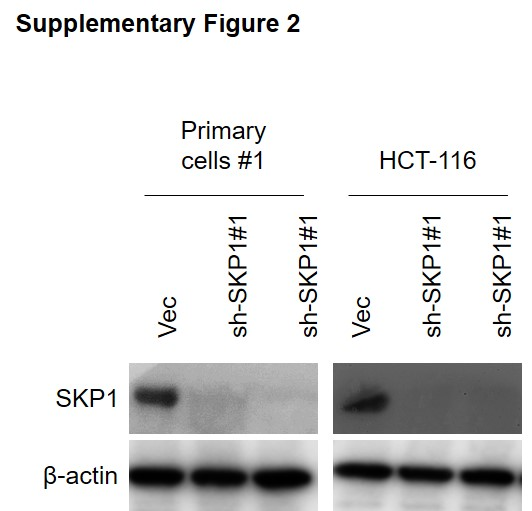 Supplementary Figure 2
Primary
cells #1
HCT-116
Vec
sh-SKP1#1
sh-SKP1#1
Vec
sh-SKP1#1
sh-SKP1#1
SKP1
β-actin